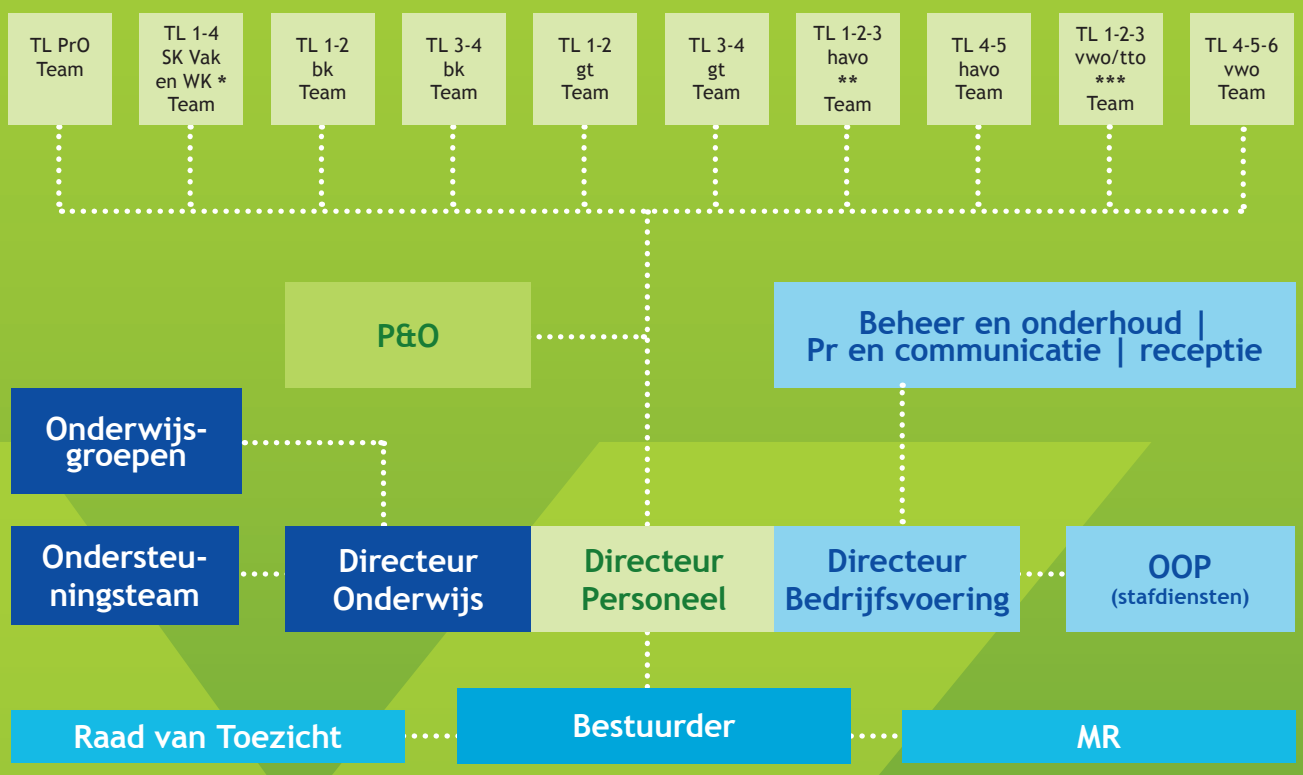 TL PrO
Team
TL 1-4
SK Vak
en WK *
Team
TL 1-2
bk
Team
TL 3-4
bk
Team
TL 1-2
gt
Team
TL 3-4
gt
Team
TL 1-2-3
havo
**
Team
TL 4-5
havo
Team
TL 1-2-3
vwo/tto
***
Team
TL 4-5-6
vwo
Team
P&O
Beheer en onderhoud |
Pr en communicatie | receptie
Onderwijs-
groepen
Ondersteu-
ningsteam
Directeur
Onderwijs
Directeur
Personeel
Directeur
Bedrijfsvoering
OOP
(stafdiensten)
Raad van Toezicht
Bestuurder
MR